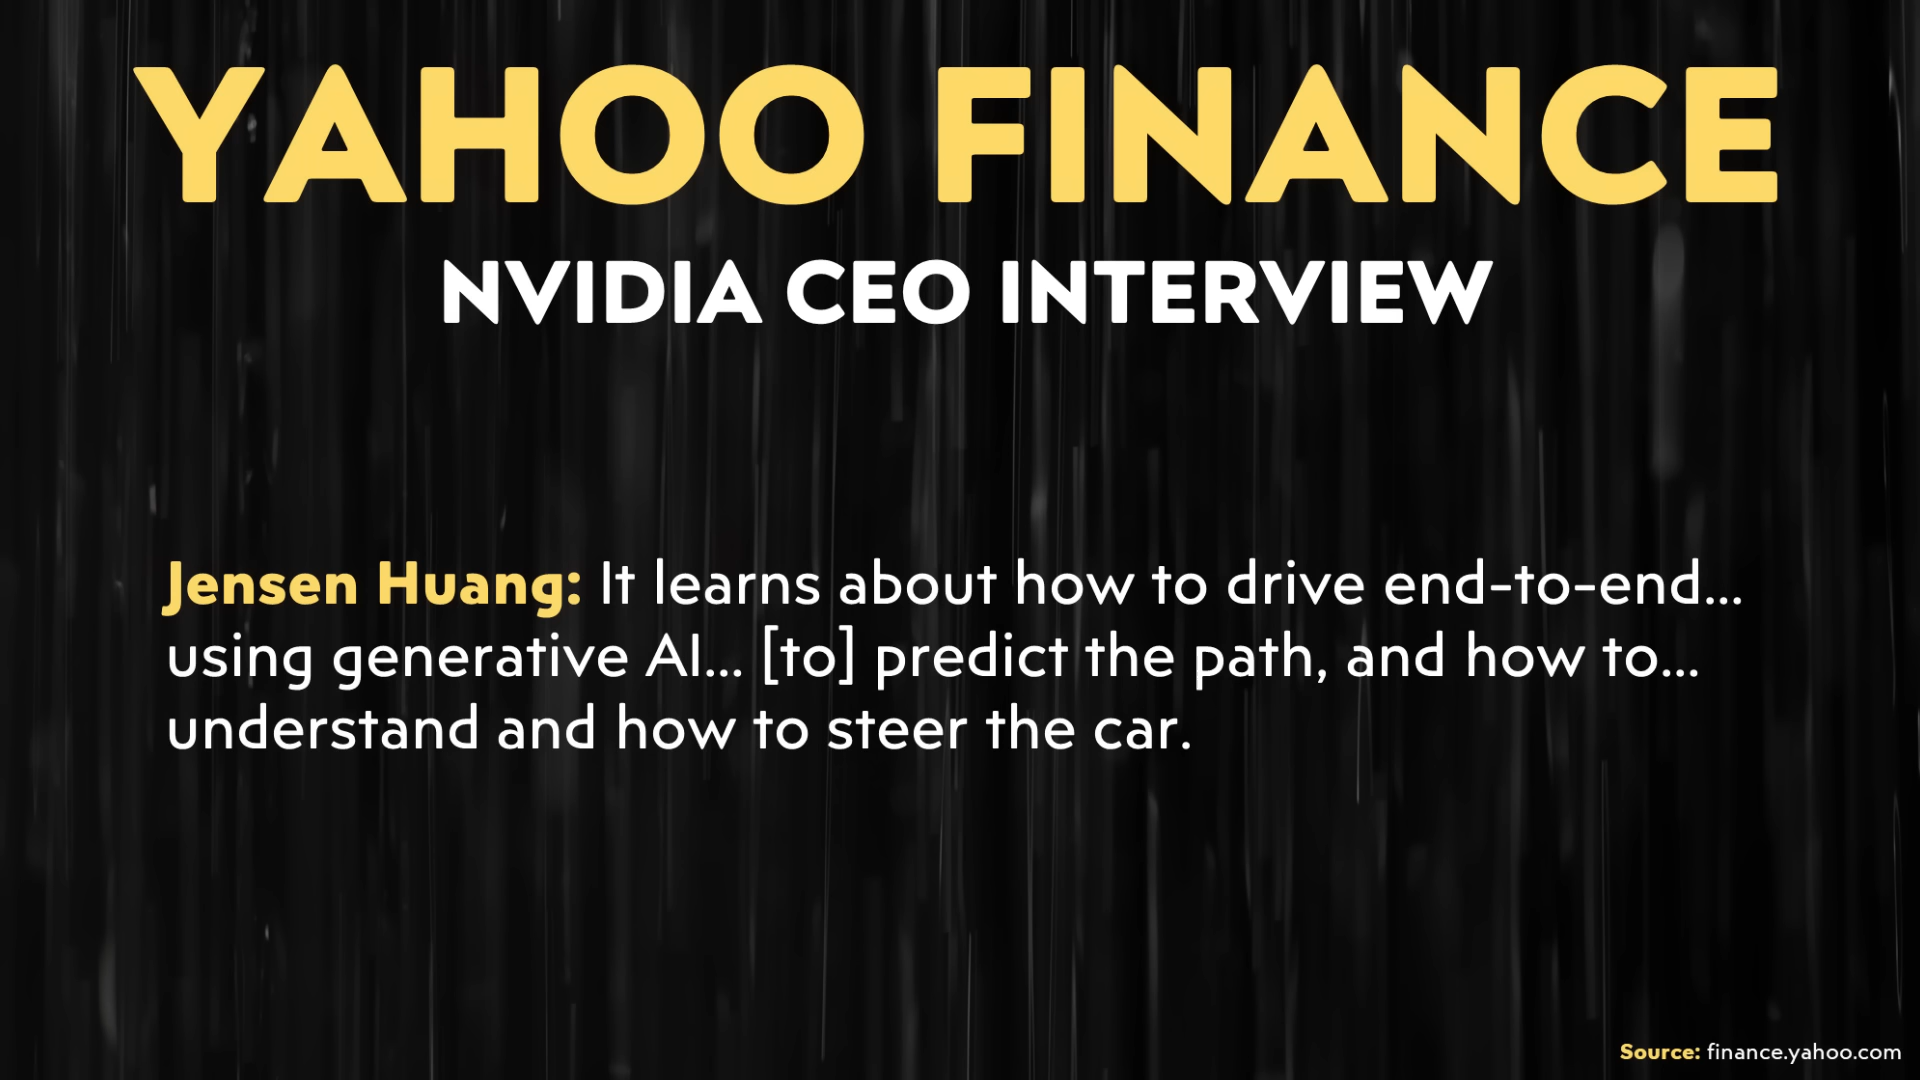 YAHOO FINANCE
NVIDIA CEO INTERVIEW
Jensen Huang: It learns about how to drive end-to-end...
using generative AI... [to] predict the path, and how to...
understand and how to steer the car.
Source: finance.yahoo.com